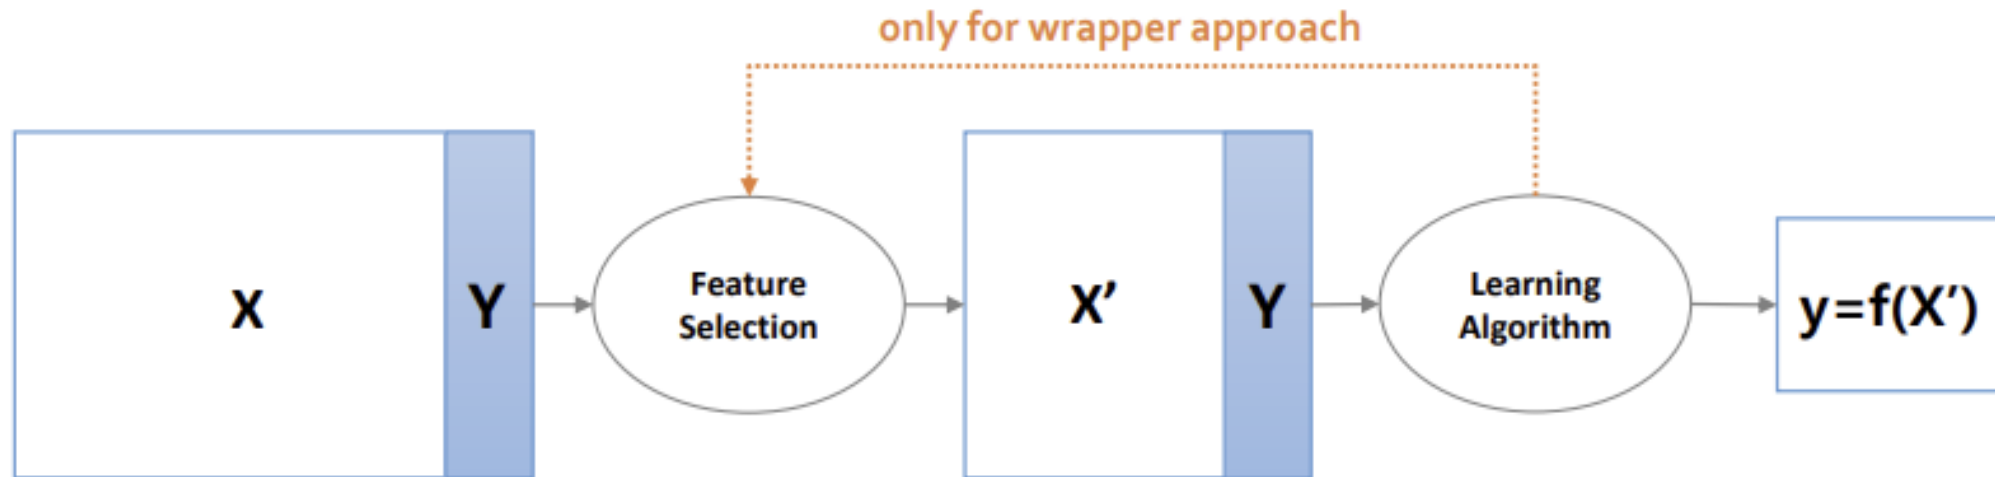 only for wrapper approach
X
Y
Feature
Selection
X’
Y
Learning
Algorithm
y=f(X’)